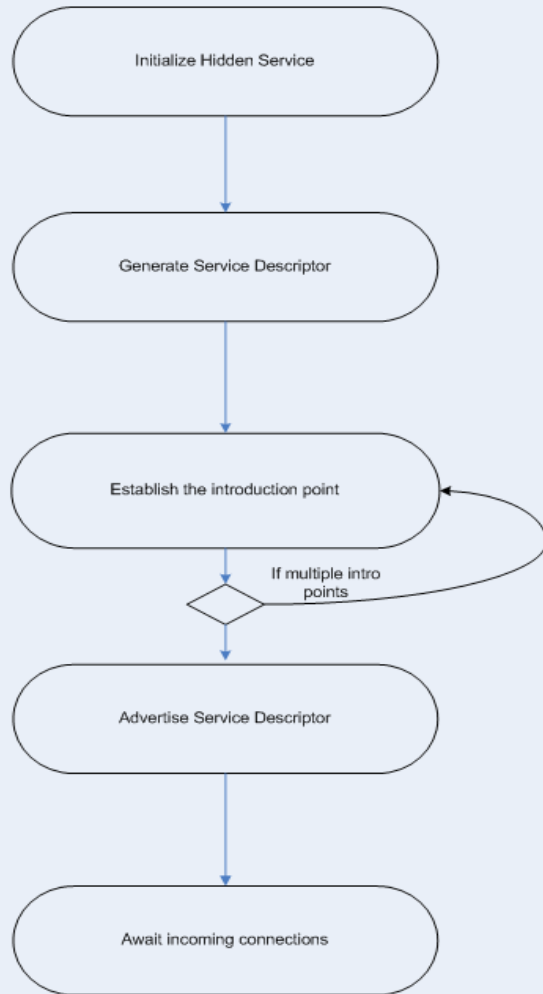 Initialize Hidden Service
Generate Service Descriptor
Establish the introduction point
If multiple intro
points
Advertise Service Descriptor
Await incoming connections